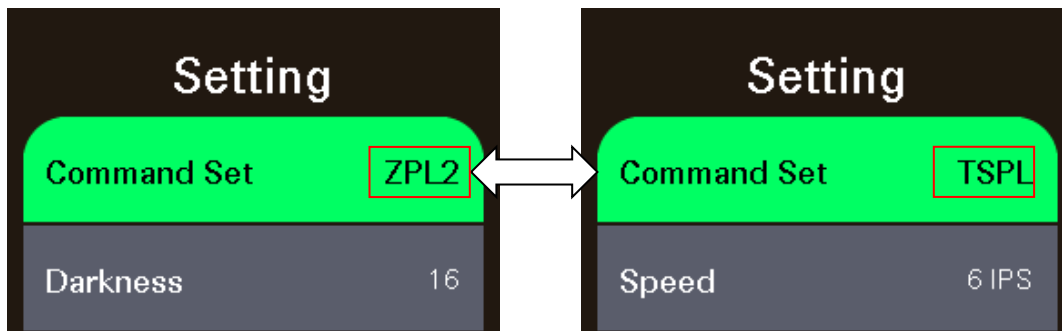 Setting
Command Set ZPL2
Darkness 16
Setting
Command Set TSPL
Speed 6 IPS